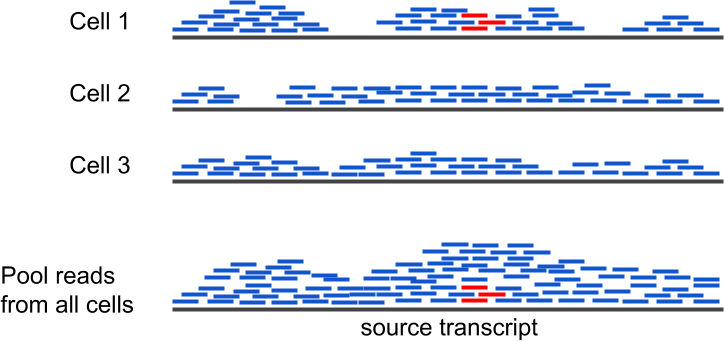 Cell 1
Cell 2
Cell 3
Pool reads
from all cells
source transcript